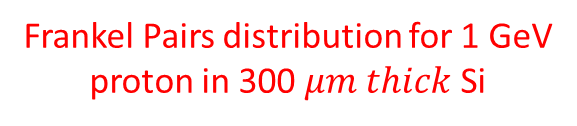 Frankel Pairs distribution for 1 GeV
proton in 300 𝜇𝑚 𝑡ℎ𝑖𝑐𝑘 Si